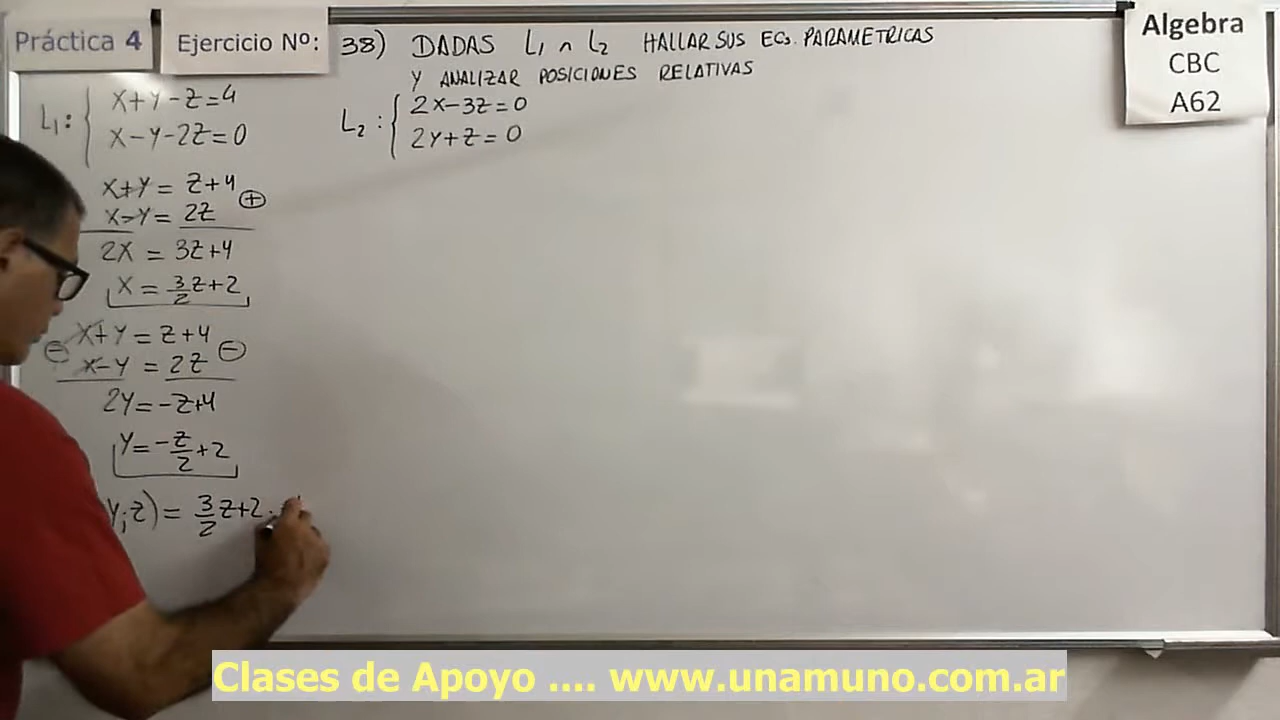 Práctica 4
Ejercicio Nº:
38) DADAS L₁ ∩ L₂ HALLAR SUS ECS. PARAMETRICAS
Y ANALIZAR POSICIONES RELATIVAS
Algebra
CBC
A62
L₁: { X+Y-Z=4
X-Y-2Z=0
L₂: { 2X-3Z=0
2Y+Z=0
X+Y= Z+4
X-Y= 2Z ⊕
2X = 3Z+4
X = 3/2 Z+2
X+Y = Z+4
⊖ X-Y = 2Z ⊖
2Y=-Z+4
Y=-Z/2+2
Y;Z)= 3/2 Z+2
Clases de Apoyo .... www.unamuno.com.ar